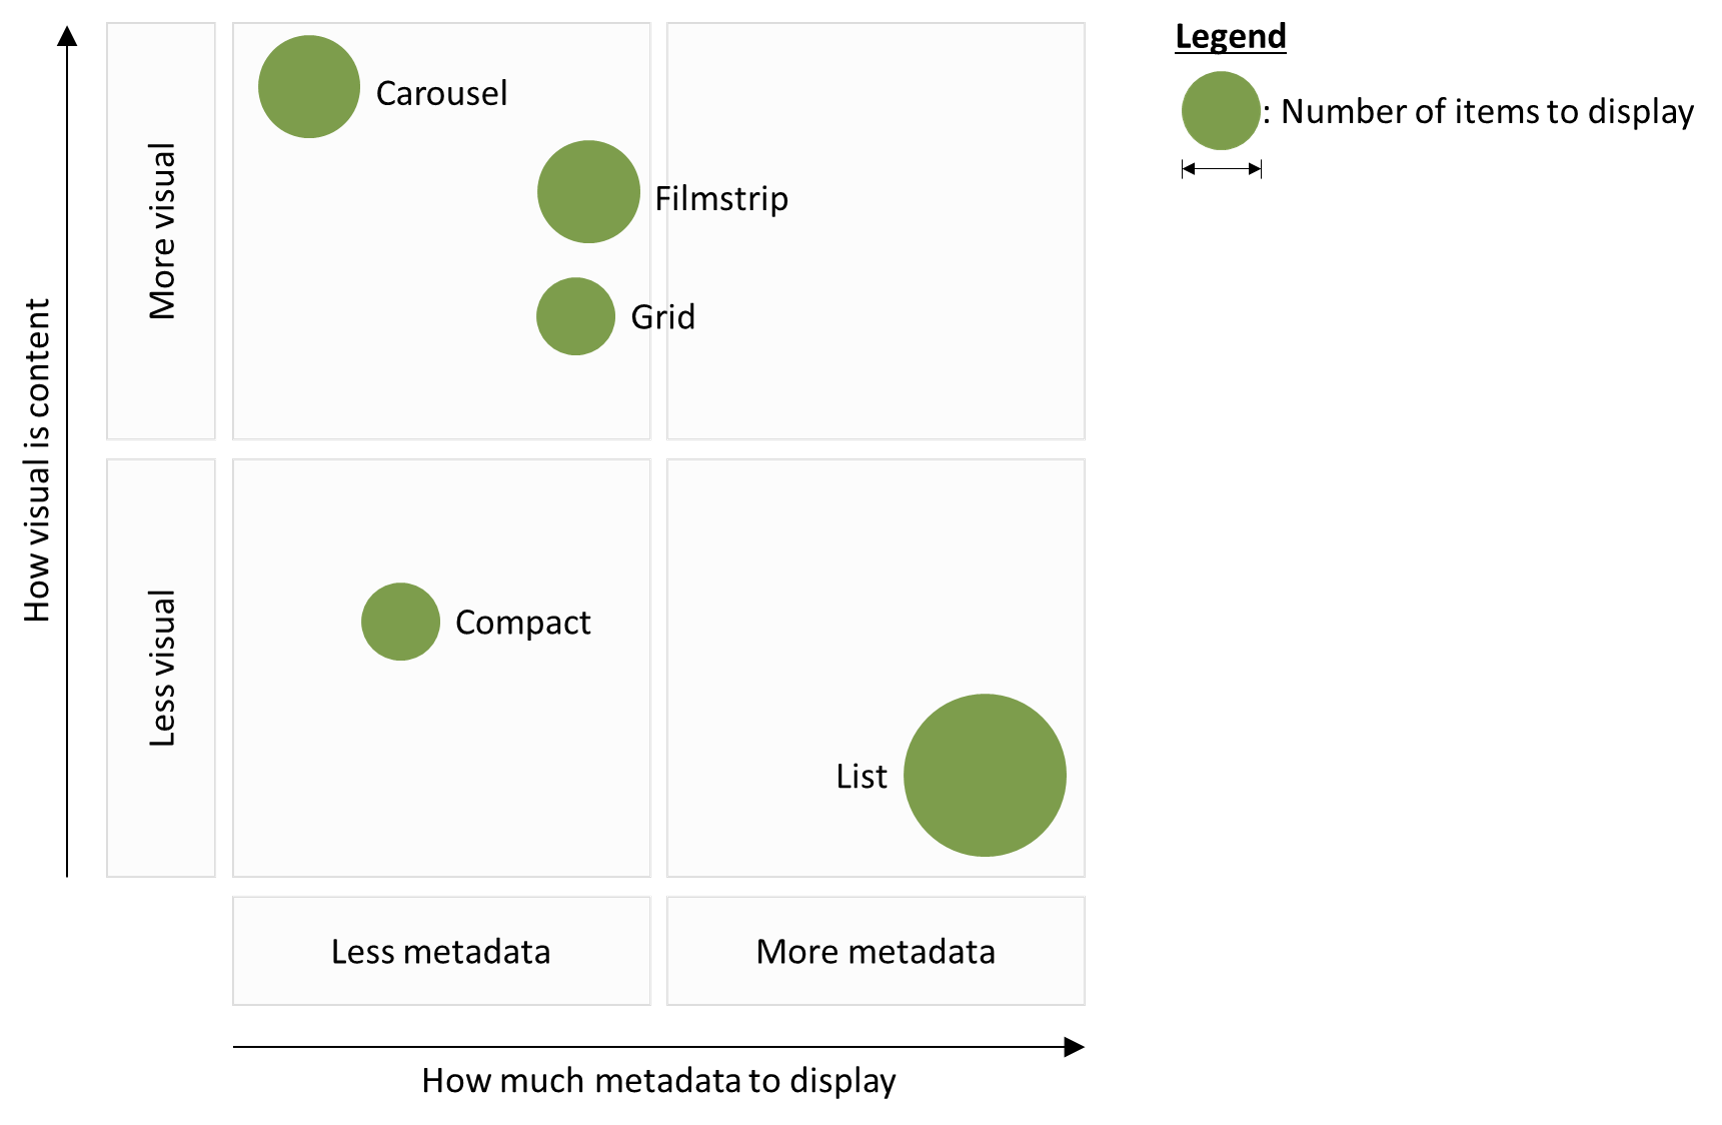 Legend
: Number of items to display
Carousel
Filmstrip
Grid
Compact
List
How visual is content
More visual
Less visual
Less metadata
More metadata
How much metadata to display